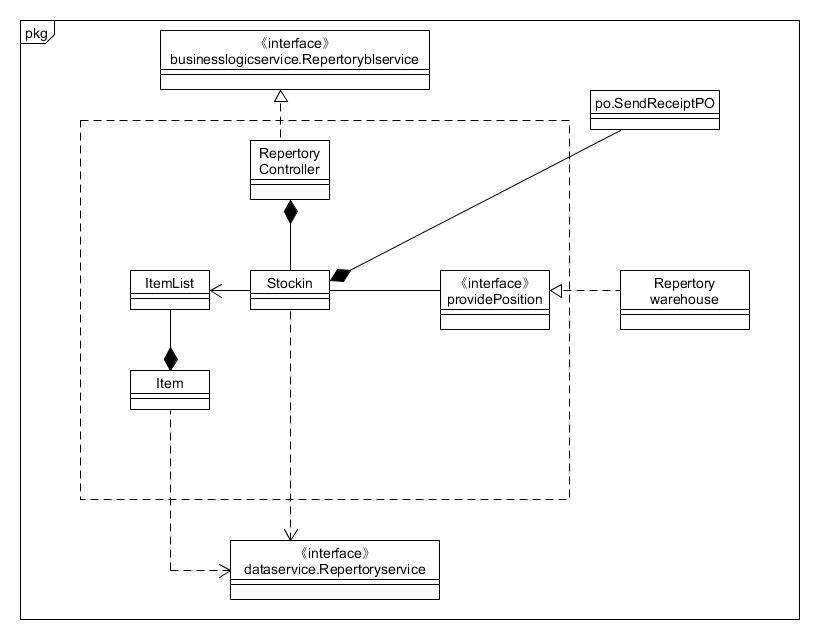 pkg
《interface》
businesslogicservice.Repertoryblservice
po.SendReceiptPO
Repertory
Controller
ItemList
Stockin
《interface》
providePosition
Repertory
warehouse
Item
《interface》
dataservice.Repertoryservice